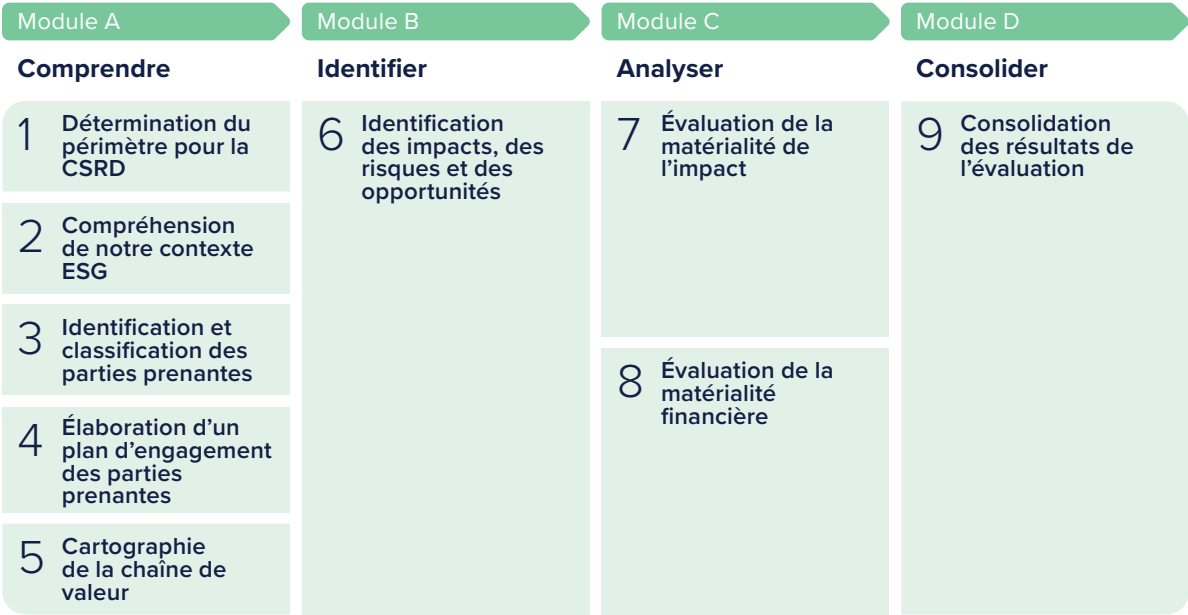 Module A
Comprendre
1 Détermination du
périmètre pour la
CSRD
2 Compréhension
de notre contexte
ESG
3 Identification et
classification des
parties prenantes
4 Élaboration d’un
plan d’engagement
des parties
prenantes
5 Cartographie
de la chaîne de
valeur
Module B
Identifier
6 Identification
des impacts, des
risques et des
opportunités
Module C
Analyser
7 Évaluation de la
matérialité de
l’impact
8 Évaluation de la
matérialité
financière
Module D
Consolider
9 Consolidation
des résultats de
l’évaluation